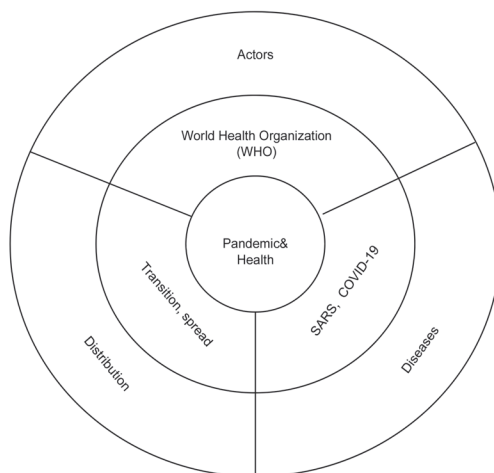 Actors
World Health Organization
(WHO)
Pandemic&
Health
Transition, spread
SARS, COVID-19
Distribution
Diseases